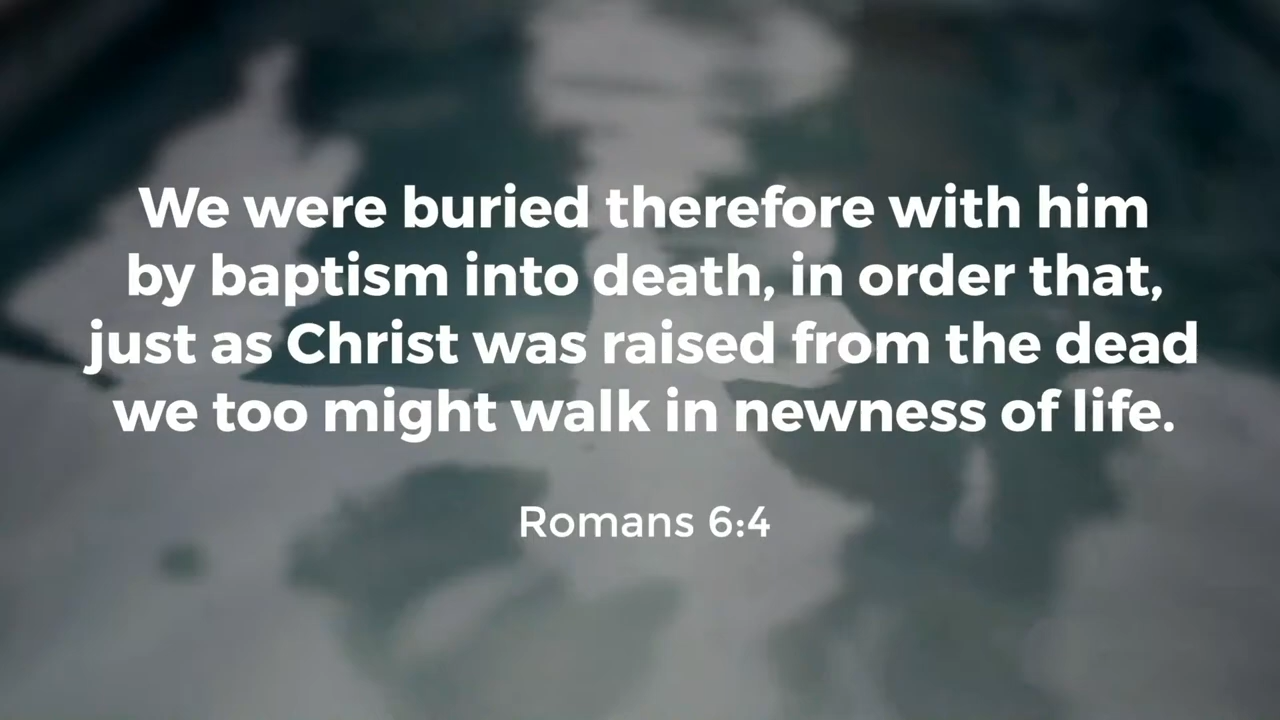 We were buried therefore with him
by baptism into death, in order that,
just as Christ was raised from the dead
we too might walk in newness of life.
Romans 6:4